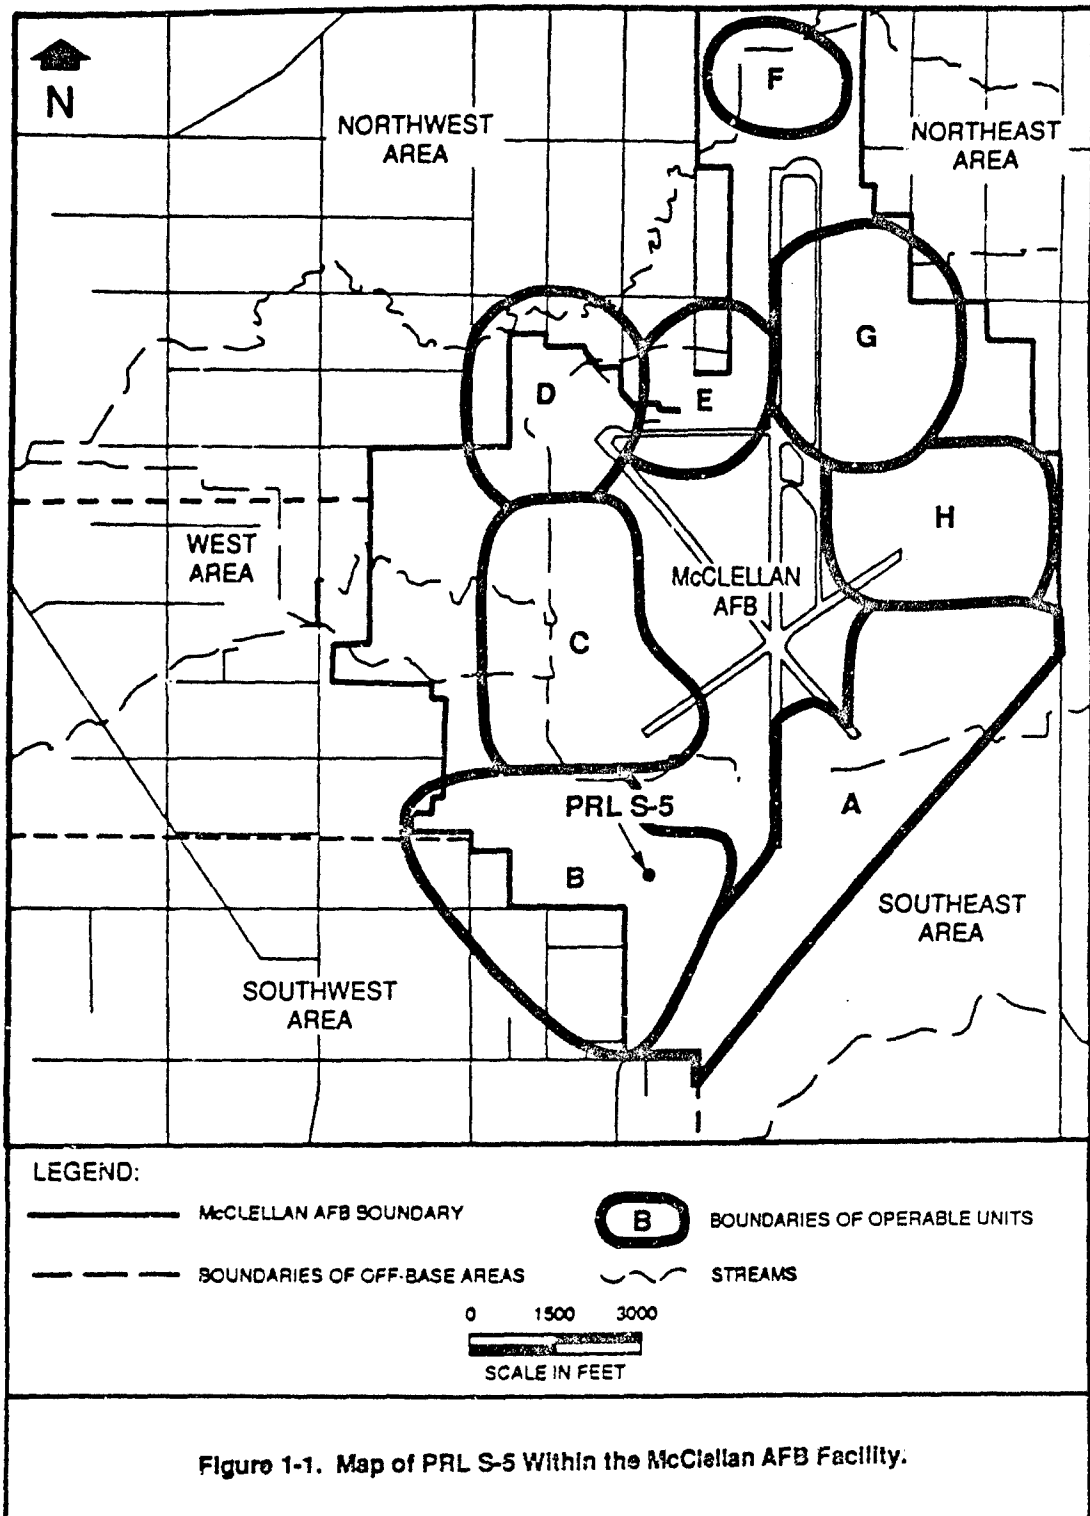 N
F
NORTHWEST
AREA
NORTHEAST
AREA
G
D
E
H
WEST
AREA
McCLELLAN
AFB
C
PRL S-5
A
B
SOUTHEAST
AREA
SOUTHWEST
AREA
LEGEND:
McCLELLAN AFB BOUNDARY
B
BOUNDARIES OF OPERABLE UNITS
BOUNDARIES OF OFF-BASE AREAS
STREAMS
0 1500 3000
SCALE IN FEET
Figure 1-1. Map of PRL S-5 Within the McClellan AFB Facility.